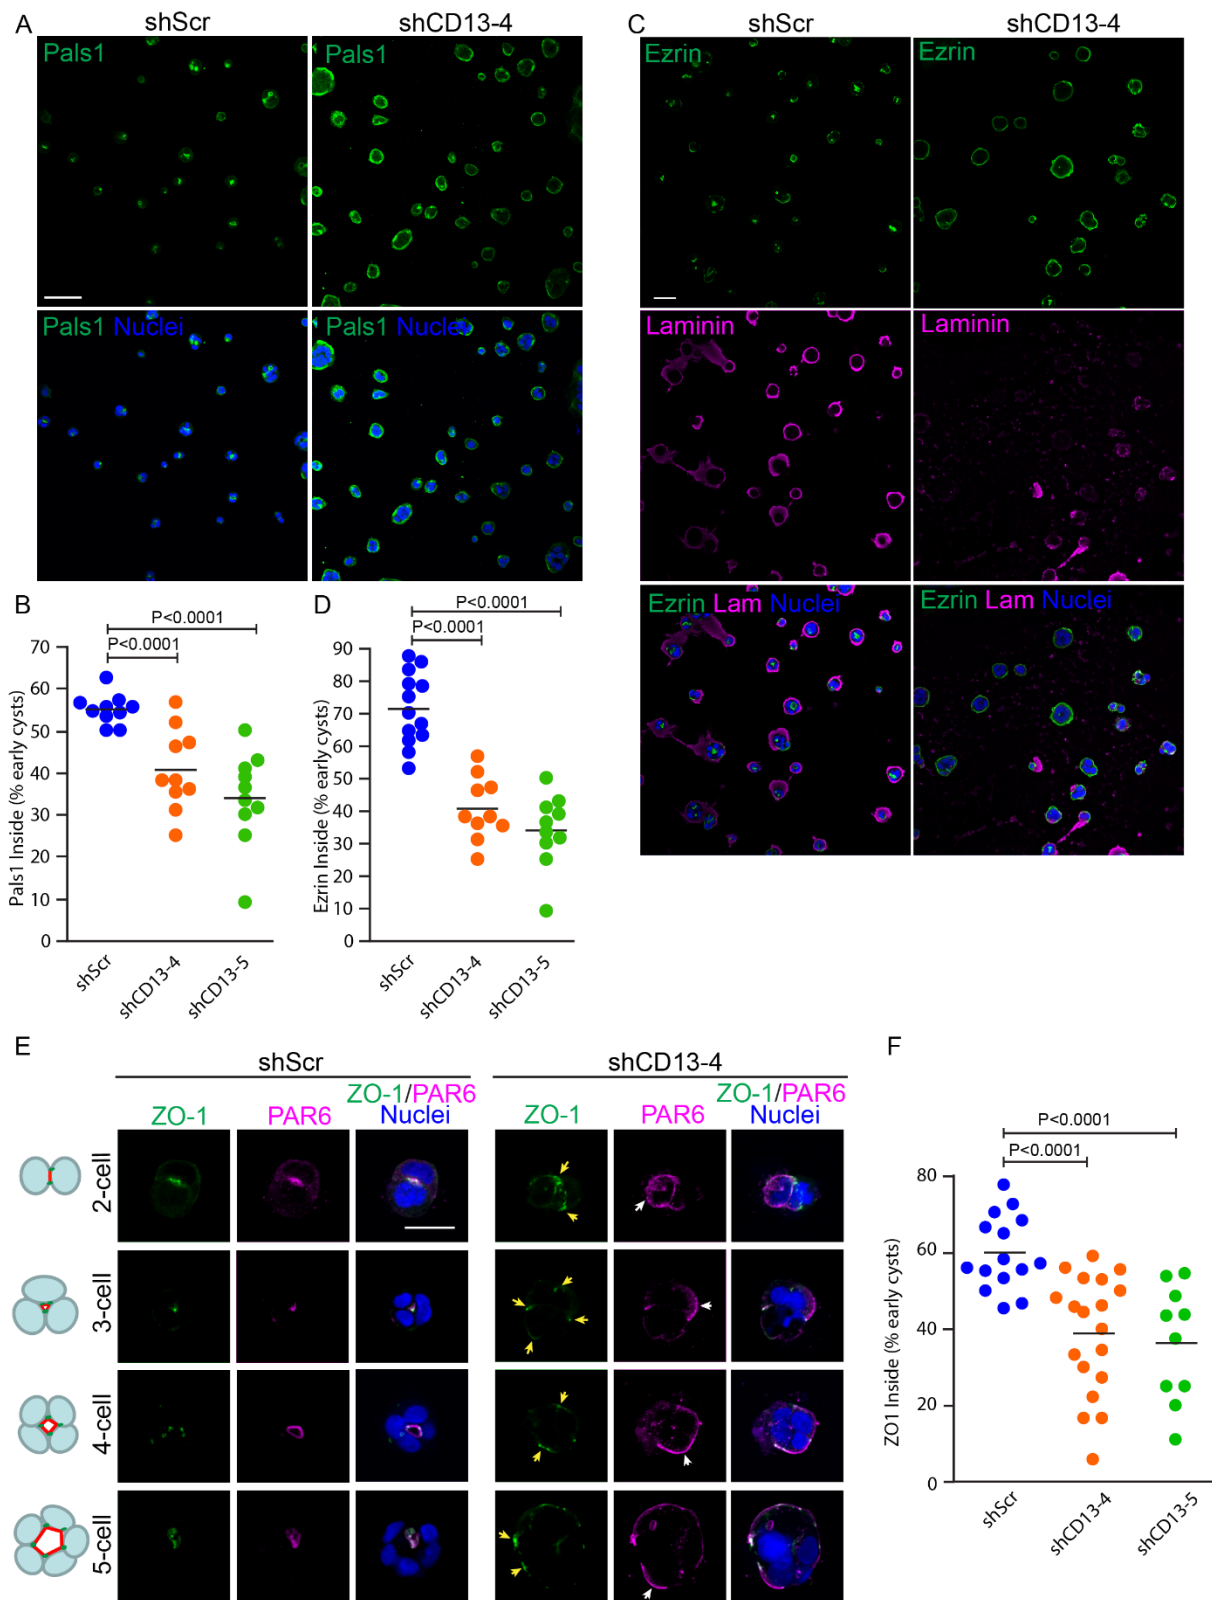 A
shScr
shCD13-4
Pals1
Pals1
Pals1 Nuclei
Pals1 Nuclei
C
shScr
shCD13-4
Ezrin
Ezrin
Laminin
Laminin
Ezrin Lam Nuclei
Ezrin Lam Nuclei
B
P<0.0001
P<0.0001
Pals1 Inside (% early cysts)
70
60
50
40
30
20
10
0
shScr
shCD13-4
shCD13-5
D
P<0.0001
P<0.0001
Ezrin Inside (% early cysts)
90
80
70
60
50
40
30
20
10
0
shScr
shCD13-4
shCD13-5
E
shScr
shCD13-4
ZO-1
PAR6
ZO-1/PAR6
Nuclei
ZO-1
PAR6
ZO-1/PAR6
Nuclei
2-cell
3-cell
4-cell
5-cell
F
P<0.0001
P<0.0001
ZO1 Inside (% early cysts)
80
60
40
20
0
shScr
shCD13-4
shCD13-5